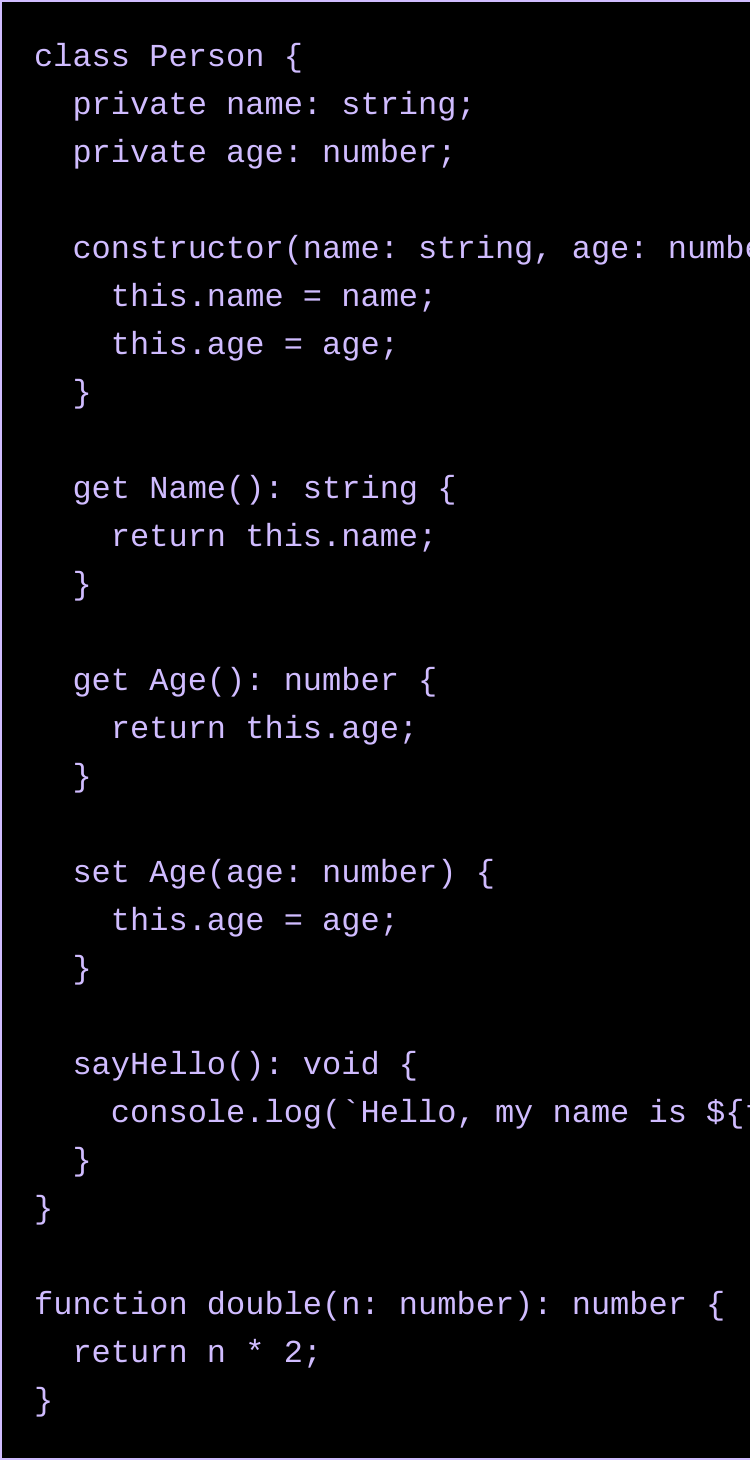 class Person {
  private name: string;
  private age: number;

  constructor(name: string, age: numbe
    this.name = name;
    this.age = age;
  }

  get Name(): string {
    return this.name;
  }

  get Age(): number {
    return this.age;
  }

  set Age(age: number) {
    this.age = age;
  }

  sayHello(): void {
    console.log(`Hello, my name is ${
  }
}

function double(n: number): number {
  return n * 2;
}